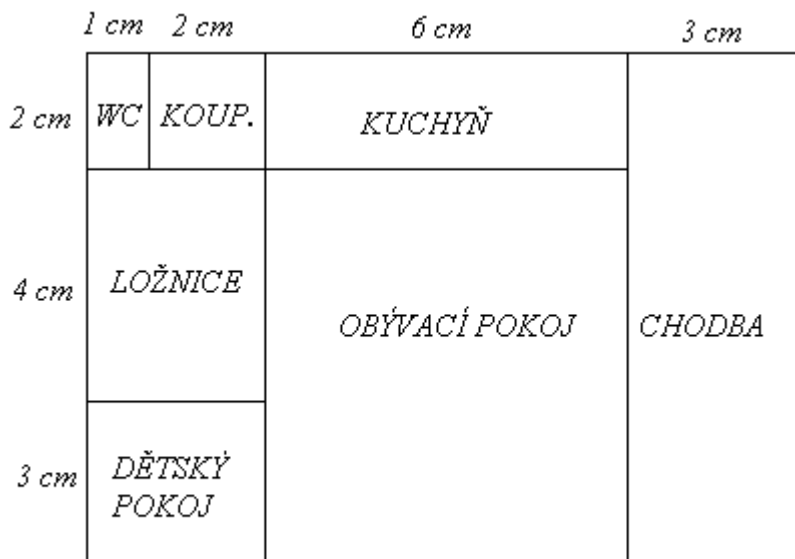 1 cm 2 cm 6 cm 3 cm
2 cm WC KOUP. KUCHYŇ
4 cm LOŽNICE
OBÝVACÍ POKOJ CHODBA
3 cm DĚTSKÝ
POKOJ